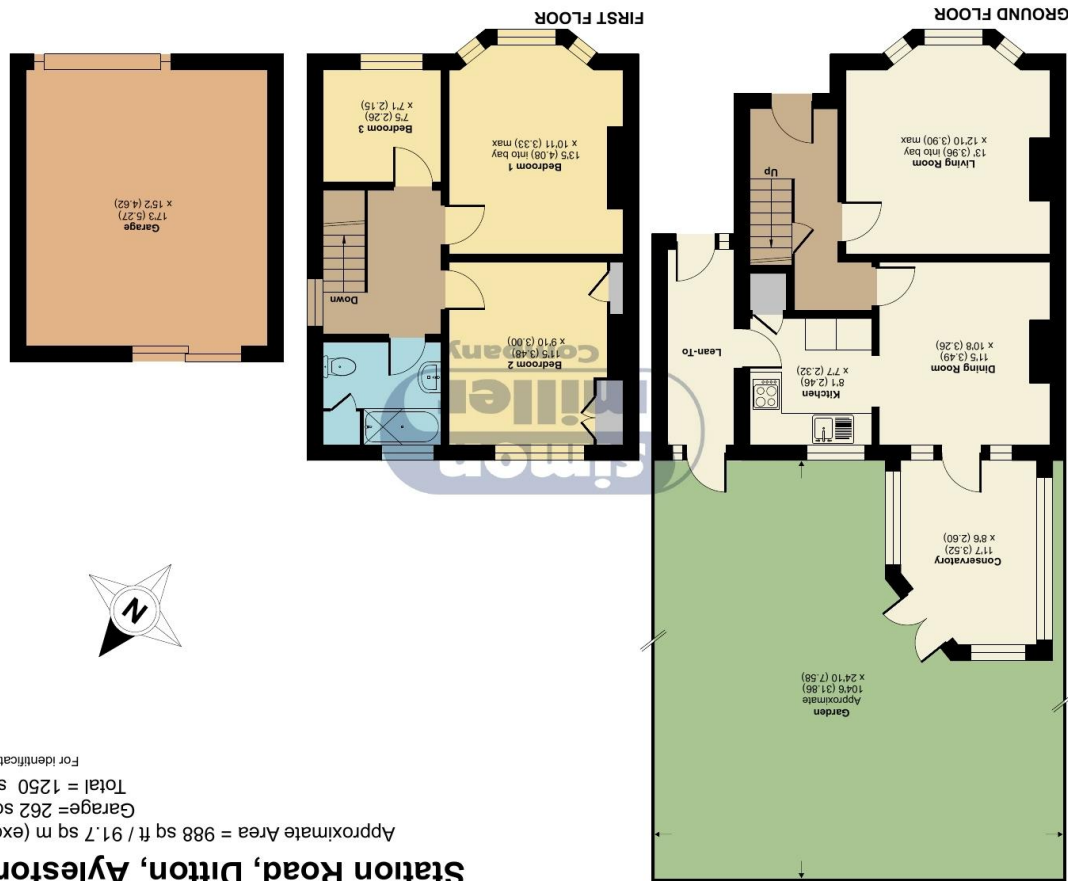 Station Road, Ditton, Aylesfor
Approximate Area = 988 sq ft / 91.7 sq m (exc
Garage= 262 sq
Total = 1250 s
For identificat
Garden
Approximate
104'6 (31.86)
x 24'10 (7.58)
N
Conservatory
11'7 (3.52)
x 8'6 (2.60)
simon
miller
company
Dining Room
11'5 (3.49)
x 10'8 (3.26)
Kitchen
8'1 (2.46)
x 7'7 (2.32)
Lean-To
Living Room
13' (3.96) into bay
x 12'10 (3.90) max
Up
GROUND FLOOR
Bedroom 2
11'5 (3.48)
x 9'10 (3.00)
Down
Bedroom 1
13'5 (4.08) into bay
x 10'11 (3.33) max
Bedroom 3
7'5 (2.26)
x 7'1 (2.15)
FIRST FLOOR
Garage
17'3 (5.27)
x 15'2 (4.62)